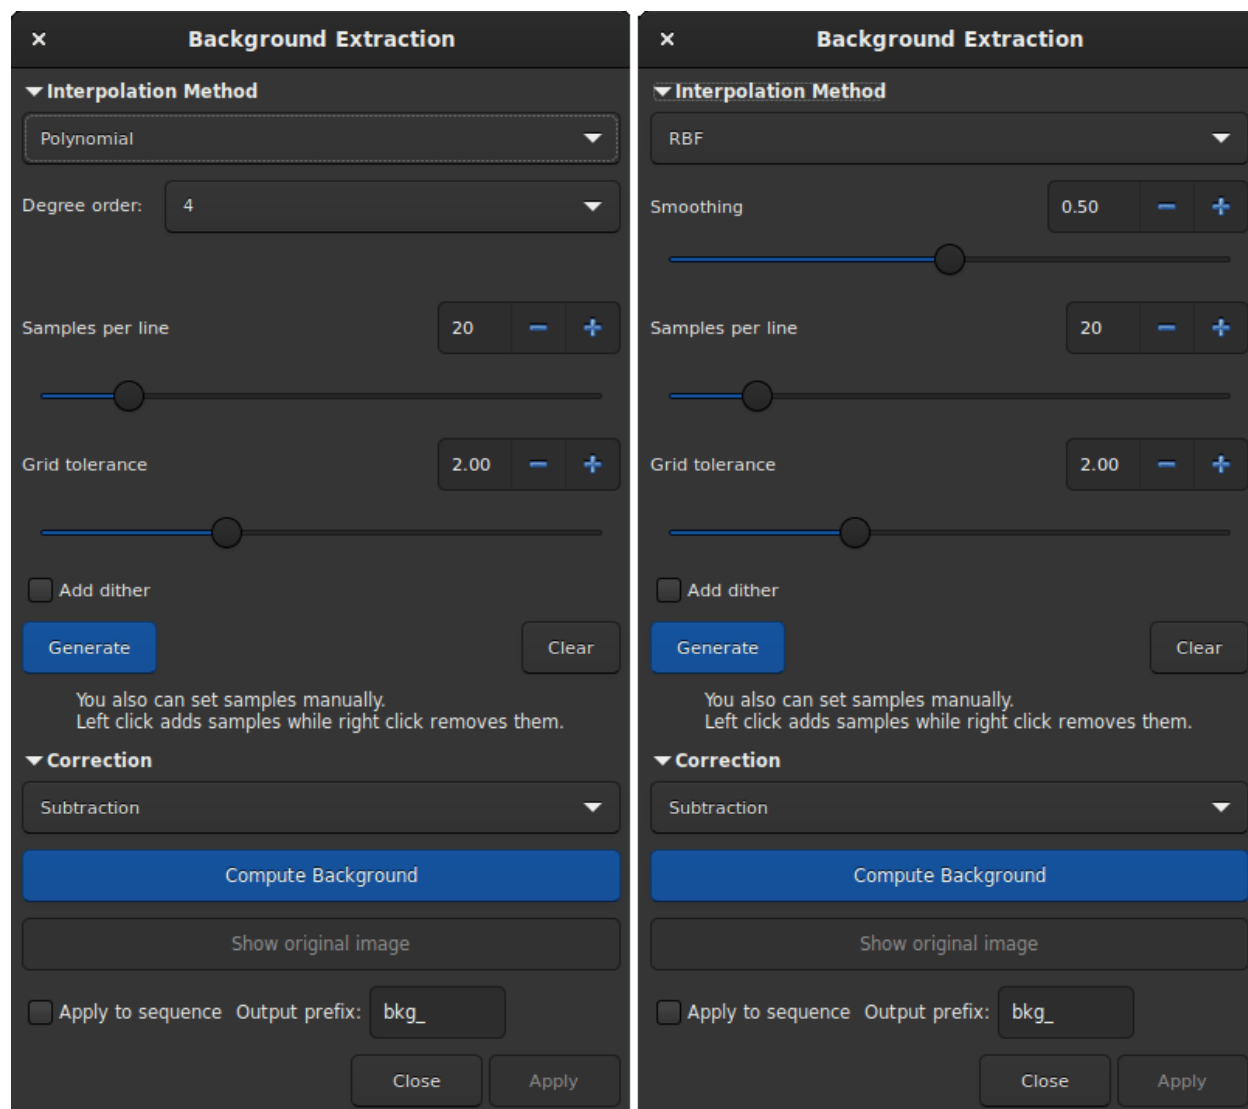 Background Extraction
Interpolation Method
Polynomial
Degree order: 4
Samples per line 20
Grid tolerance 2.00
Add dither
Generate Clear
You also can set samples manually.
Left click adds samples while right click removes them.
Correction
Subtraction
Compute Background
Show original image
Apply to sequence Output prefix: bkg_
Close Apply
Background Extraction
Interpolation Method
RBF
Smoothing 0.50
Samples per line 20
Grid tolerance 2.00
Add dither
Generate Clear
You also can set samples manually.
Left click adds samples while right click removes them.
Correction
Subtraction
Compute Background
Show original image
Apply to sequence Output prefix: bkg_
Close Apply